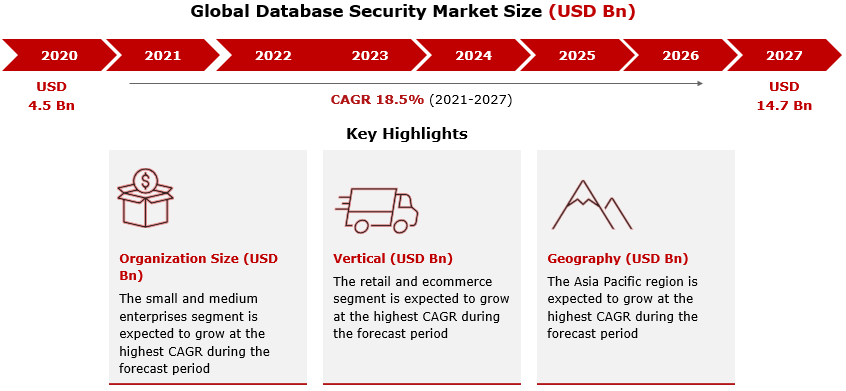 Global Database Security Market Size (USD Bn)
2020 2021 2022 2023 2024 2025 2026 2027
USD
4.5 Bn
CAGR 18.5% (2021-2027)
USD
14.7 Bn
Key Highlights
$
Organization Size (USD
Bn)
The small and medium
enterprises segment is
expected to grow at the
highest CAGR during the
forecast period
Vertical (USD Bn)
The retail and ecommerce
segment is expected to grow
at the highest CAGR during
the forecast period
Geography (USD Bn)
The Asia Pacific region is
expected to grow at the
highest CAGR during the
forecast period